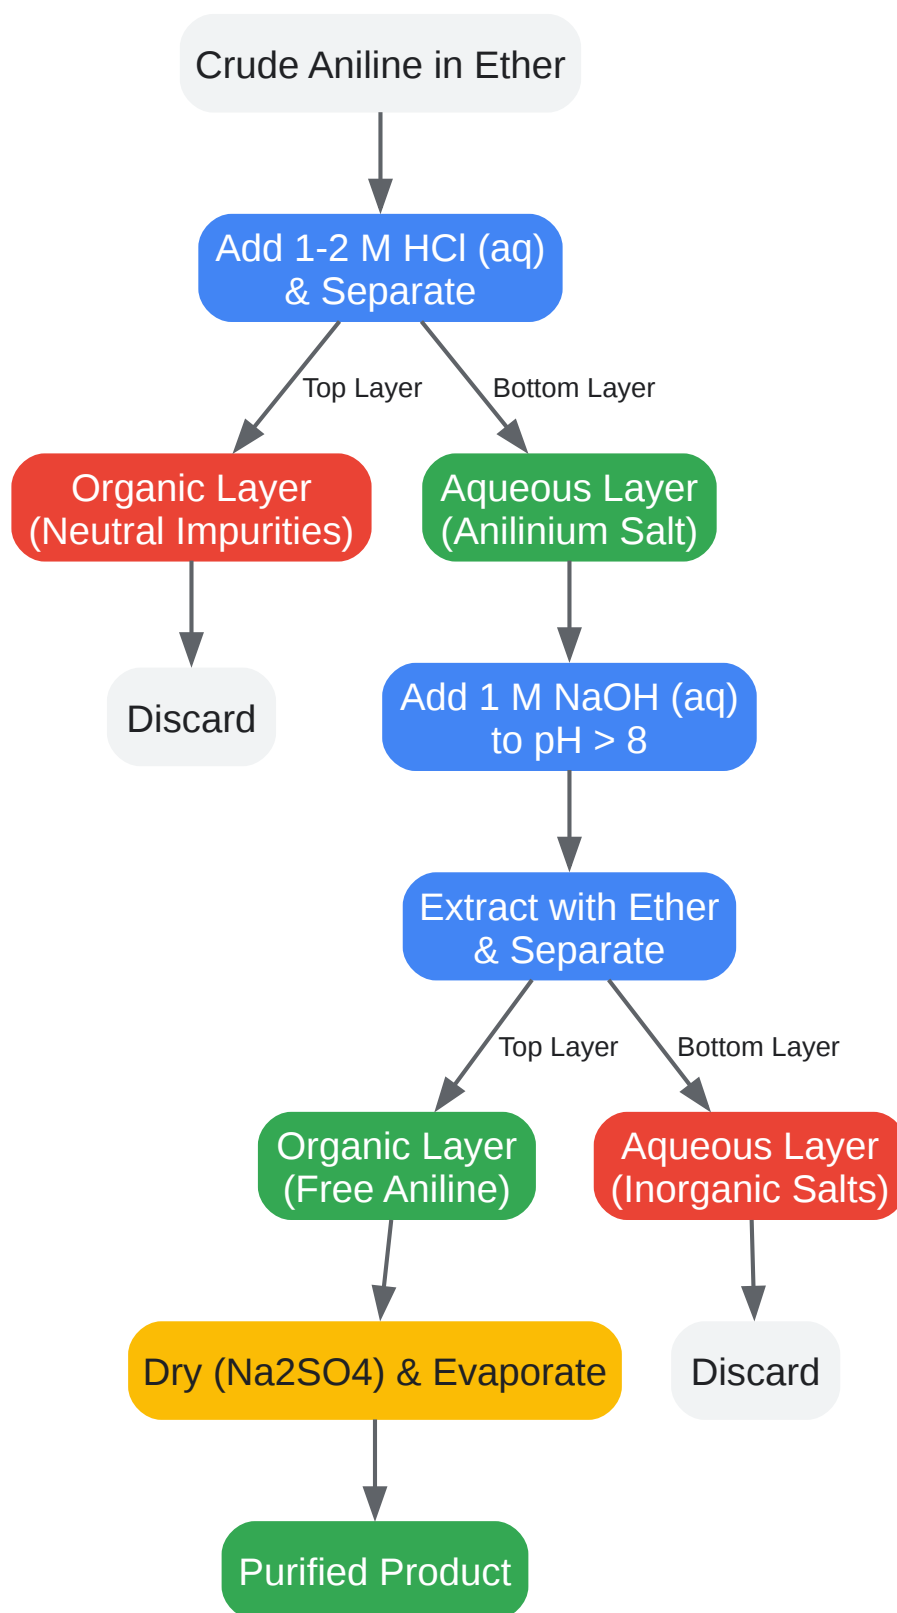 Crude Aniline in Ether
Add 1-2 M HCl (aq)
& Separate
Top Layer
Bottom Layer
Organic Layer
(Neutral Impurities)
Aqueous Layer
(Anilinium Salt)
Discard
Add 1 M NaOH (aq)
to pH > 8
Extract with Ether
& Separate
Top Layer
Bottom Layer
Organic Layer
(Free Aniline)
Aqueous Layer
(Inorganic Salts)
Dry (Na2SO4) & Evaporate
Discard
Purified Product